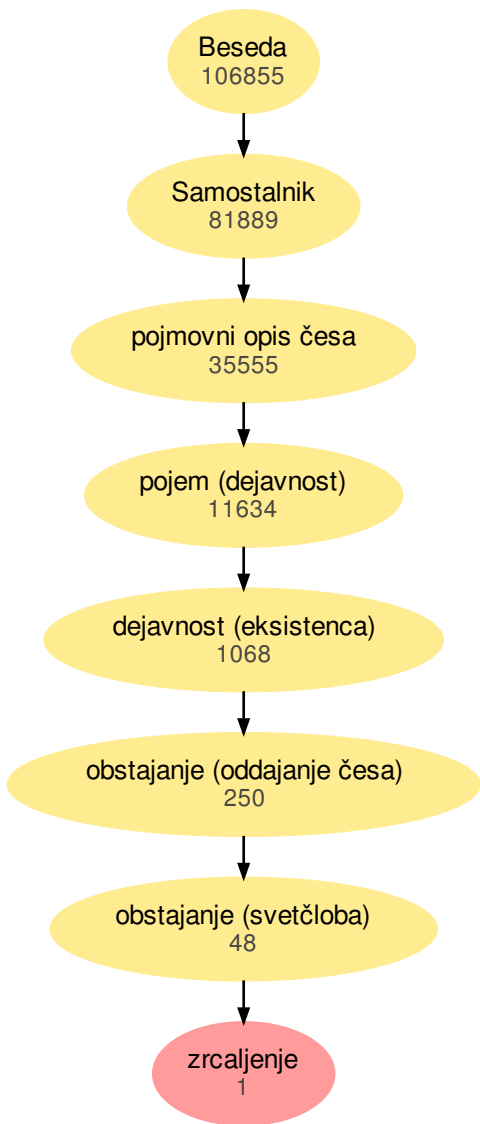 Beseda
106855
Samostalnik
81889
pojmovni opis česa
35555
pojem (dejavnost)
11634
dejavnost (eksistenca)
1068
obstajanje (oddajanje česa)
250
obstajanje (svetčloba)
48
zrcaljenje
1